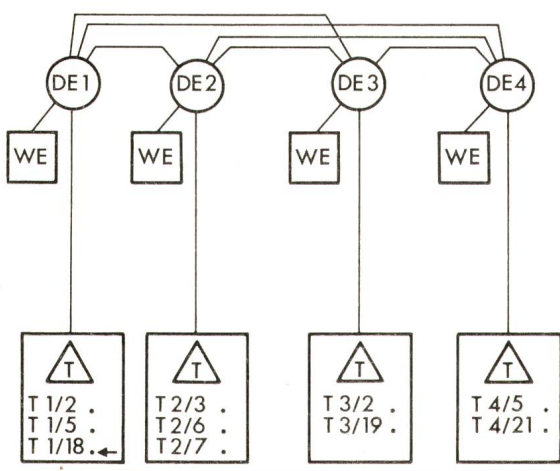 DE1 DE2 DE3 DE4
WE WE WE WE
T T T T
T 1/2 . T 2/3 . T 3/2 . T 4/5 .
T 1/5 . T 2/6 . T 3/19 . T 4/21 .
T 1/18 . T 2/7 .